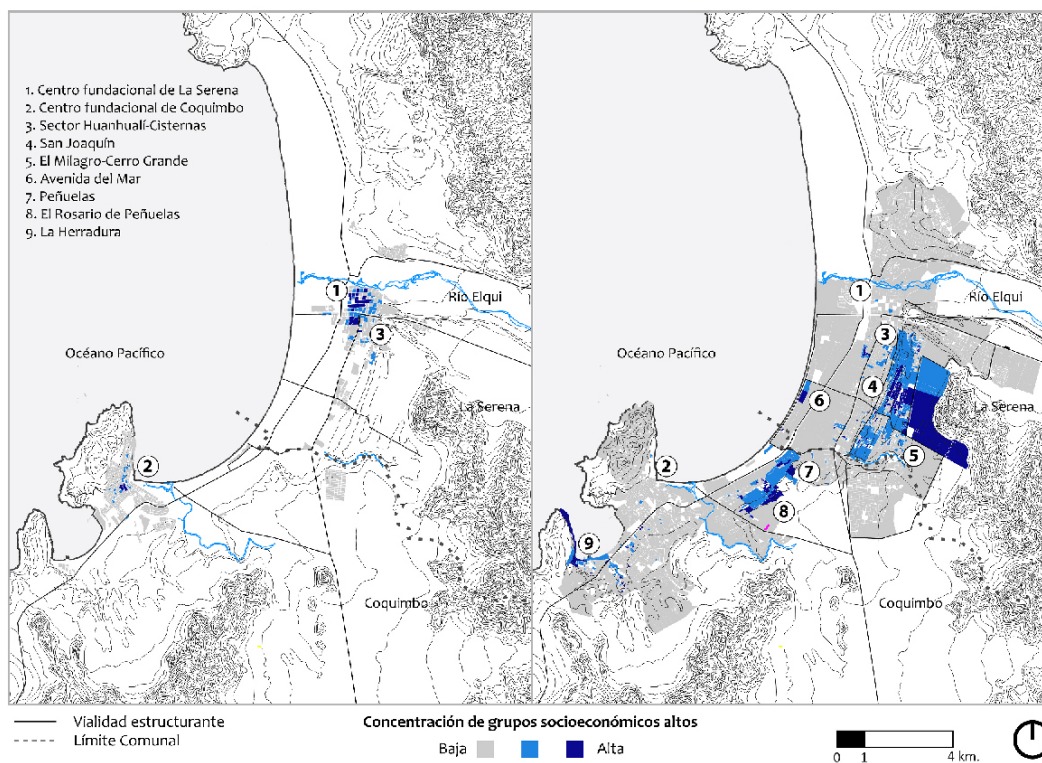 1. Centro fundacional de La Serena
2. Centro fundacional de Coquimbo
3. Sector Huanhualí-Cisternas
4. San Joaquín
5. El Milagro-Cerro Grande
6. Avenida del Mar
7. Peñuelas
8. El Rosario de Peñuelas
9. La Herradura
1
Río Elqui
3
Océano Pacífico
La Serena
2
Coquimbo
1
Río Elqui
3
Océano Pacífico
4
6
La Serena
5
2
7
8
9
Coquimbo
Vialidad estructurante
Límite Comunal
Concentración de grupos socioeconómicos altos
Baja
Alta
0 1 4 km.